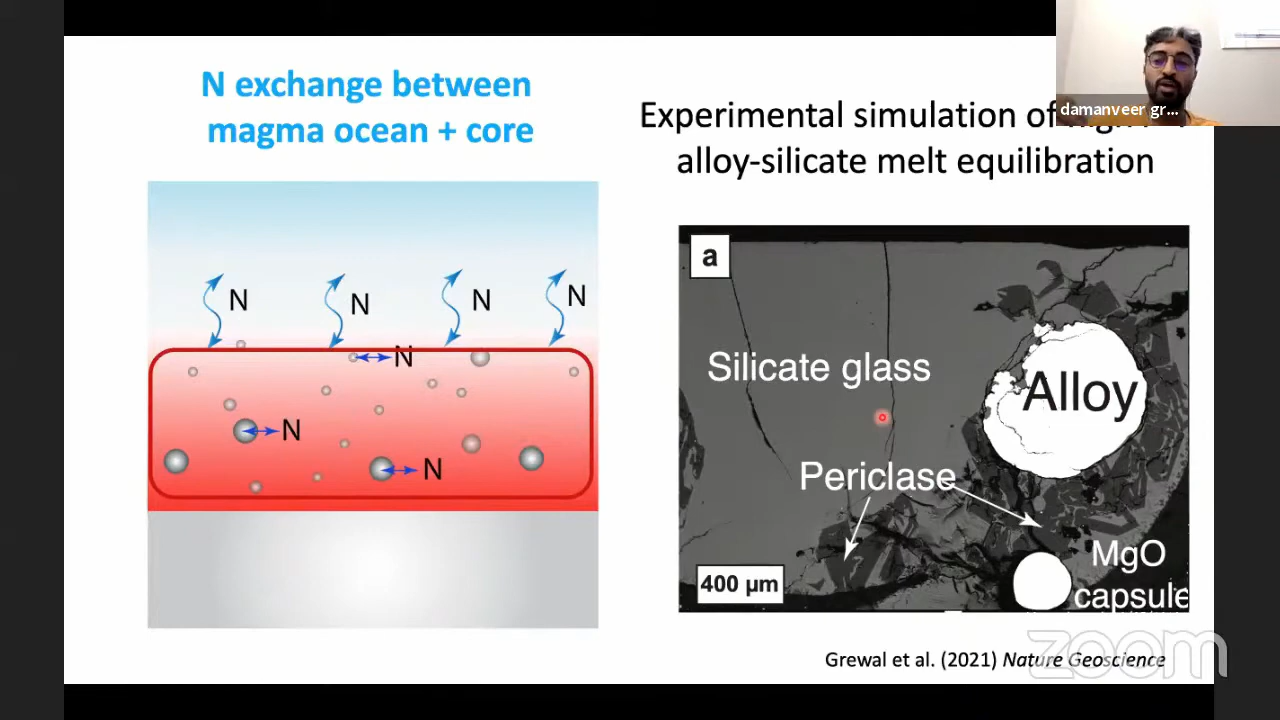 N exchange between
magma ocean + core
Experimental simulation of
alloy-silicate melt equilibration
damanveer gr...
N
N
N
N
N
N
N
a
Silicate glass
Alloy
Periclase
MgO
capsule
400 μm
Grewal et al. (2021) Nature Geoscience
zoom